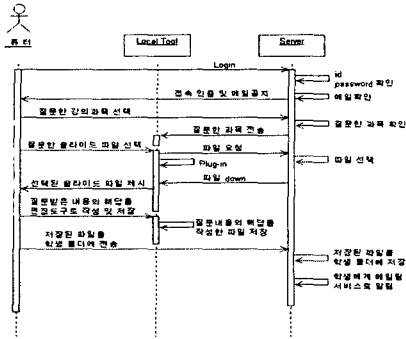 튜 터
Local Tool
Server
Login
id
password 확인
접속 인증 및 메일공지
메일확인
질문한 강의과목 선택
질문한 과목 확인
질문한 과목 전송
질문한 슬라이드 파일 선택
파일 요청
파일 선택
Plug-in
파일 down
선택된 슬라이드 파일 제시
질문받은 내용의 해답을
편집도구로 작성 및 저장
질문내용의 해답을
작성한 파일 저장
저장된 파일을
학생 폴더에 전송
저장된 파일을
학생 폴더에 저장
학생에게 메일링
서비스로 알림